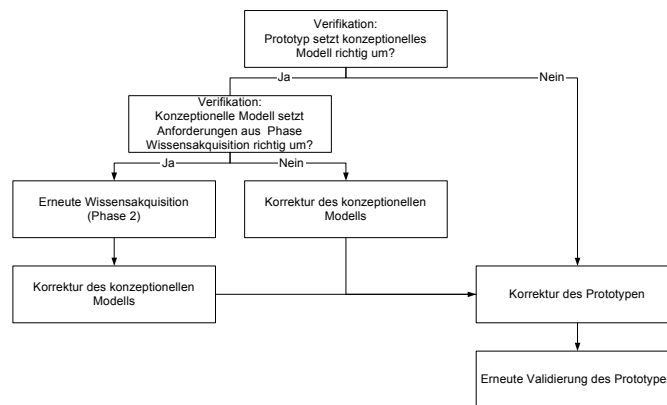 Verifikation:
Prototyp setzt konzeptionelles
Modell richtig um?
Ja
Nein
Verifikation:
Konzeptionelle Modell setzt
Anforderungen aus Phase
Wissensakquisition richtig um?
Ja
Nein
Erneute Wissensakquisition
(Phase 2)
Korrektur des konzeptionellen
Modells
Korrektur des konzeptionellen
Modells
Korrektur des Prototypen
Erneute Validierung des Prototypen